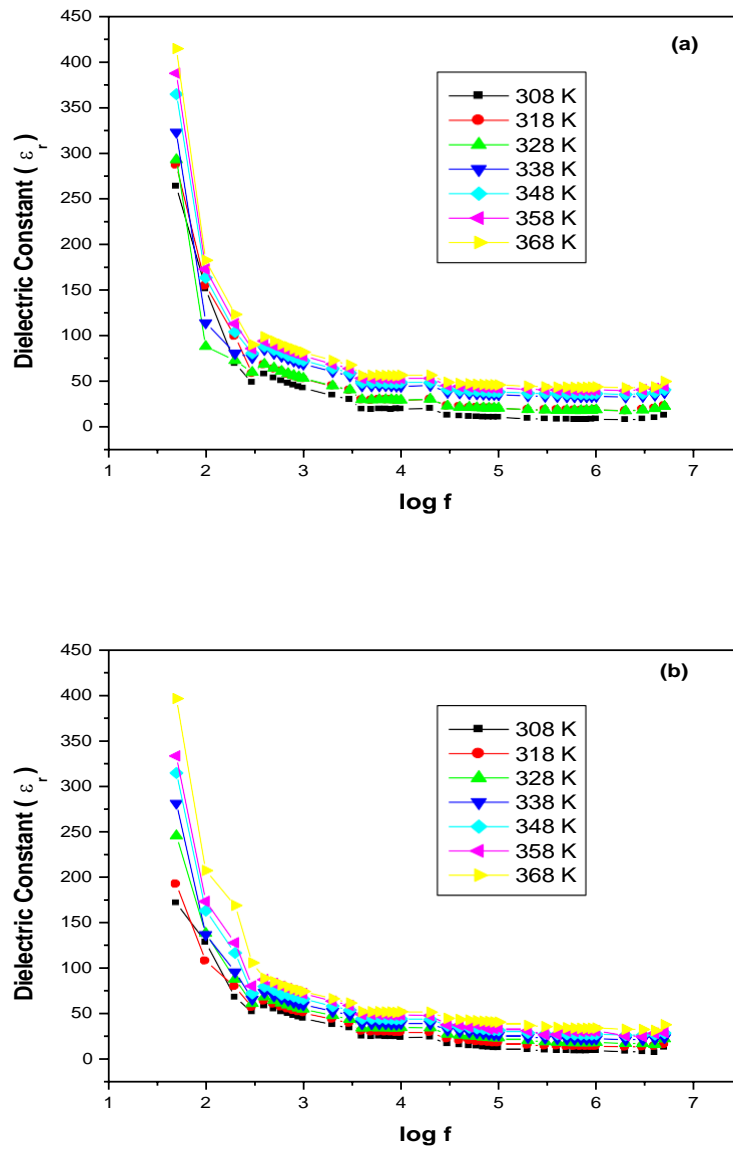 450
400
350
300
250
200
150
100
50
0
Dielectric Constant ( ε r )
(a)
308 K
318 K
328 K
338 K
348 K
358 K
368 K
1 2 3 4 5 6 7
log f
450
400
350
300
250
200
150
100
50
0
Dielectric Constant ( ε r )
(b)
308 K
318 K
328 K
338 K
348 K
358 K
368 K
1 2 3 4 5 6 7
log f